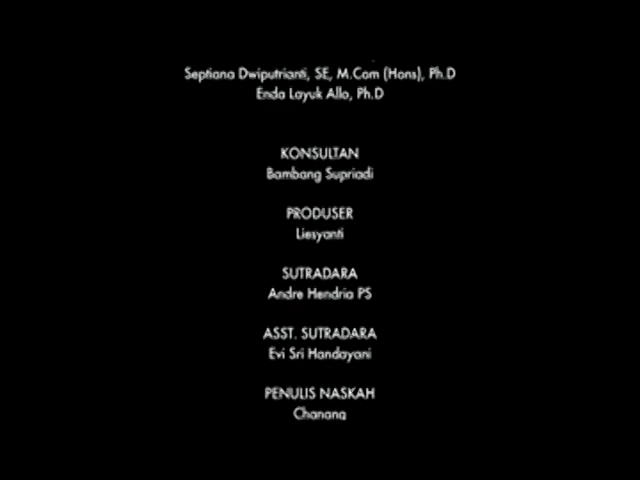 Septiana Dwiputrianti, SE, M.Com (Hons), Ph.D
Enda Layuk Allo, Ph.D
KONSULTAN
Bambang Supriadi
PRODUSER
Liesyanti
SUTRADARA
Andre Hendria PS
ASST. SUTRADARA
Evi Sri Handayani
PENULIS NASKAH
Chanang